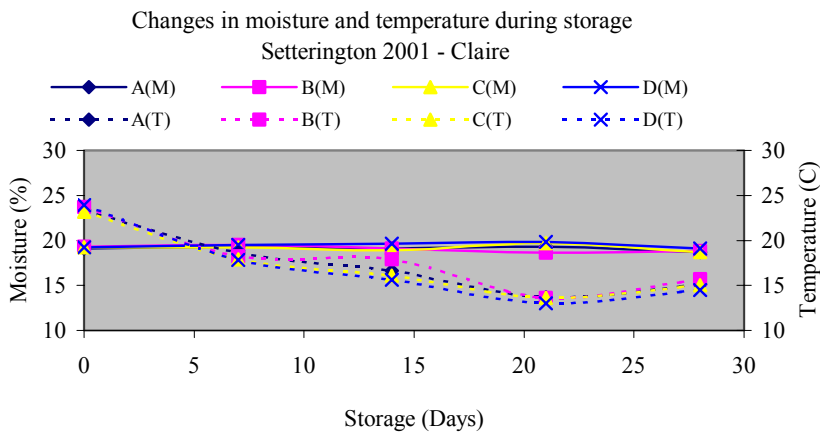 Changes in moisture and temperature during storage
Setterington 2001 - Claire
A(M) B(M) C(M) D(M)
A(T) B(T) C(T) D(T)
Moisture (%)
30
25
20
15
10
30
25
20
15
10
Temperature (C)
0 5 10 15 20 25 30
Storage (Days)